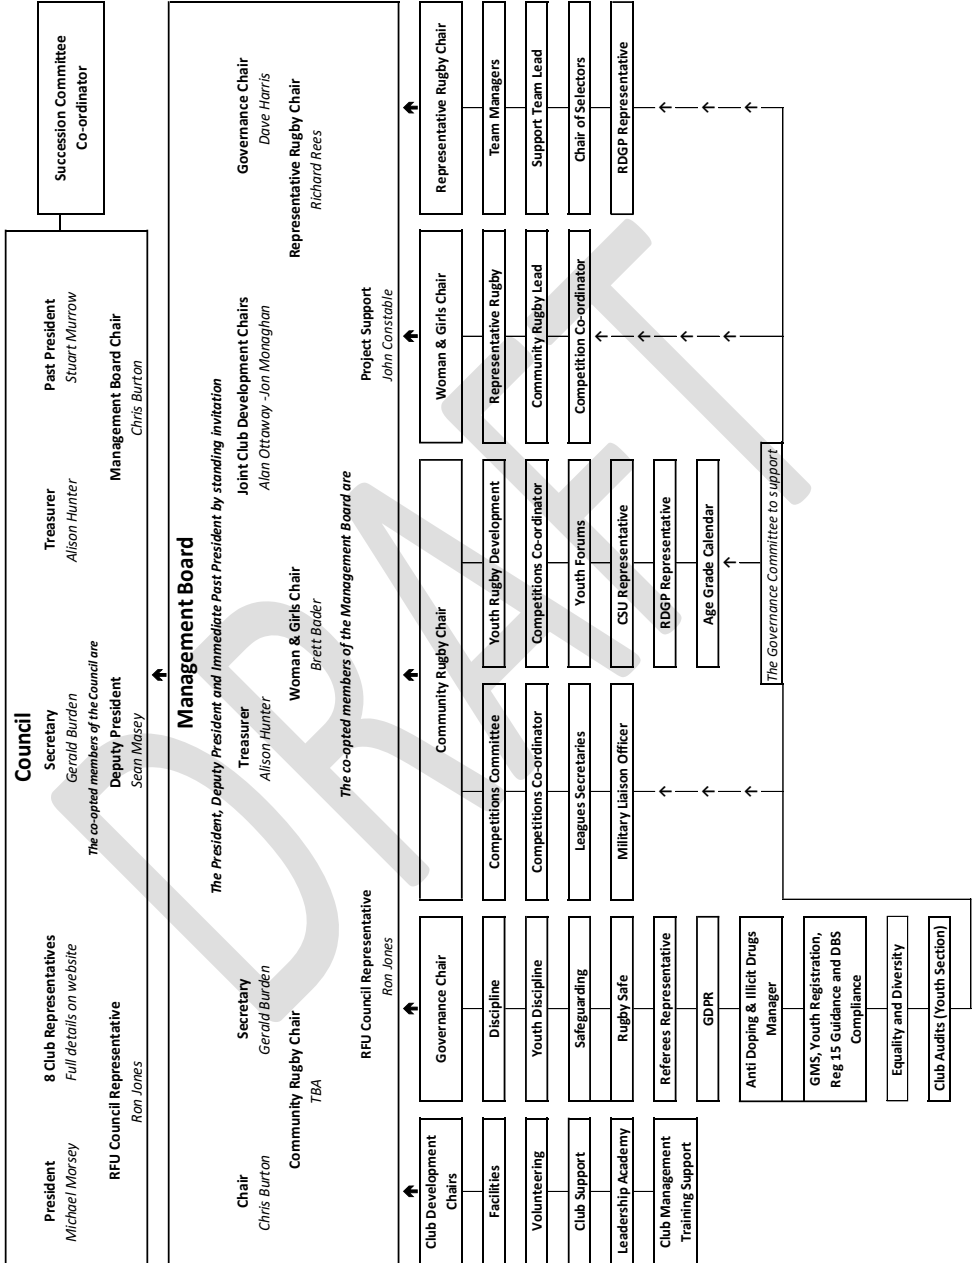 Council
President
8 Club Representatives
Secretary
Treasurer
Past President
Michael Marsey
Full details on website
Gerald Burden
Alison Hunter
Stuart Murrow
The co-opted members of the Council are
RFU Council Representative
Deputy President
Management Board Chair
Ron Jones
Sean Masey
Chris Burton
Succession Committee
Co-ordinator
Management Board
The President, Deputy President and Immediate Past President by standing invitation
Chair
Secretary
Treasurer
Joint Club Development Chairs
Governance Chair
Chris Burton
Gerald Burden
Alison Hunter
Alan Ottaway -Jon Monaghan
Dave Harris
Community Rugby Chair
Woman & Girls Chair
Representative Rugby Chair
TBA
Brett Bader
Richard Rees
The co-opted members of the Management Board are
RFU Council Representative
Project Support
Ron Jones
John Constable
Club Development
Chairs
Facilities
Volunteering
Club Support
Leadership Academy
Club Management
Training Support
Governance Chair
Discipline
Youth Discipline
Safeguarding
Rugby Safe
Referees Representative
GDPR
Anti Doping & Illicit Drugs
Manager
GMS, Youth Registration,
Reg 15 Guidance and DBS
Compliance
Equality and Diversity
Club Audits (Youth Section)
Community Rugby Chair
Competitions Committee
Competitions Co-ordinator
Leagues Secretaries
Military Liaison Officer
Youth Rugby Development
Competitions Co-ordinator
Youth Forums
CSU Representative
RDGP Representative
Age Grade Calendar
Woman & Girls Chair
Representative Rugby
Community Rugby Lead
Competition Co-ordinator
Representative Rugby Chair
Team Managers
Support Team Lead
Chair of Selectors
RDGP Representative
The Governance Committee to support
DRAFT